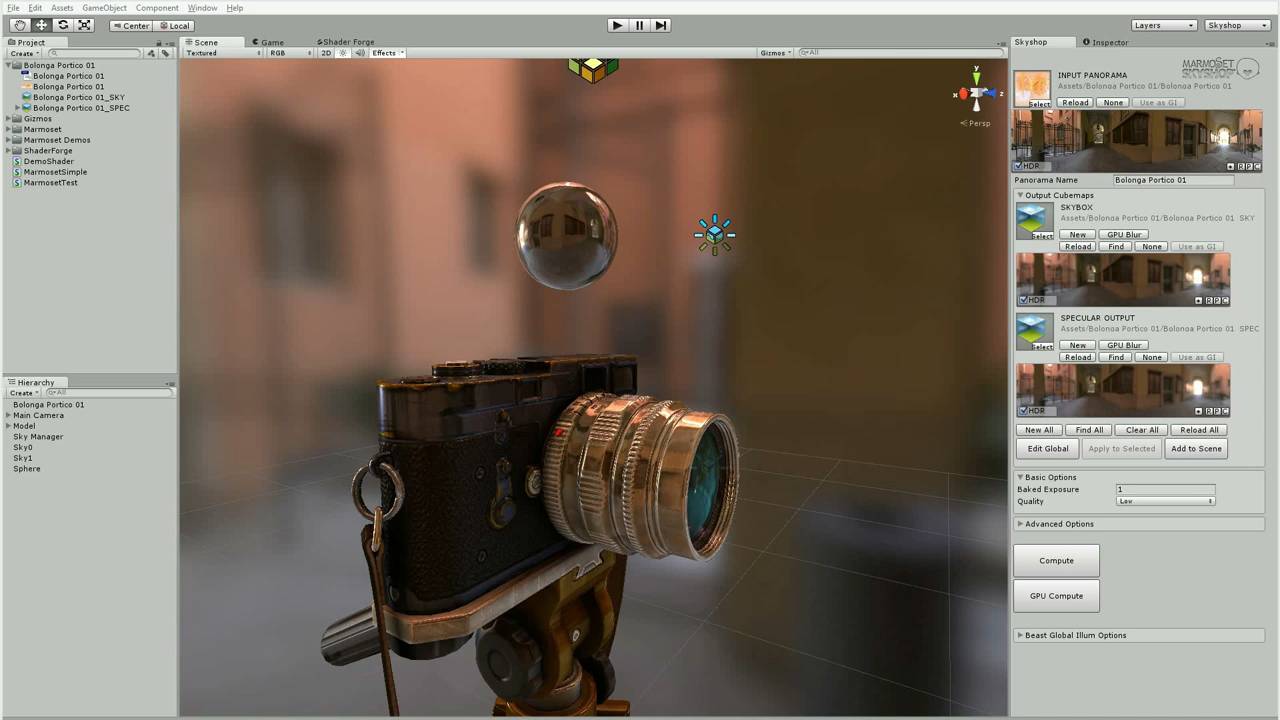 File Edit Assets GameObject Component Window Help
Center Local Layers Skyshop
Project Scene Game Shader Forge Skyshop Inspector
Create Textured RGB 2D Effects Gizmos All
Bolonga Portico 01
Bolonga Portico 01
Bolonga Portico 01
Bolonga Portico 01_SKY
Bolonga Portico 01_SPEC
Gizmos
Marmoset
Marmoset Demos
ShaderForge
DemoShader
MarmosetSimple
MarmosetTest
Hierarchy
Create All
Bolonga Portico 01
Main Camera
Model
Sky Manager
Sky0
Sky1
Sphere
y
x z
Persp
MARMOSET
SKYSHOP
INPUT PANORAMA
Assets/Bolonga Portico 01/Bolonga Portico 01
Select Reload None Use as GI
HDR R P C
Panorama Name Bolonga Portico 01
Output Cubemaps
SKYBOX
Assets/Bolonga Portico 01/Bolonga Portico 01_SKY
Select New GPU Blur
Reload Find None Use as GI
HDR R P C
SPECULAR OUTPUT
Assets/Bolonga Portico 01/Bolonga Portico 01_SPEC
Select New GPU Blur
Reload Find None Use as GI
HDR R P C
New All Find All Clear All Reload All
Edit Global Apply to Selected Add to Scene
Basic Options
Baked Exposure 1
Quality Low
Advanced Options
Compute
GPU Compute
Beast Global Illum Options